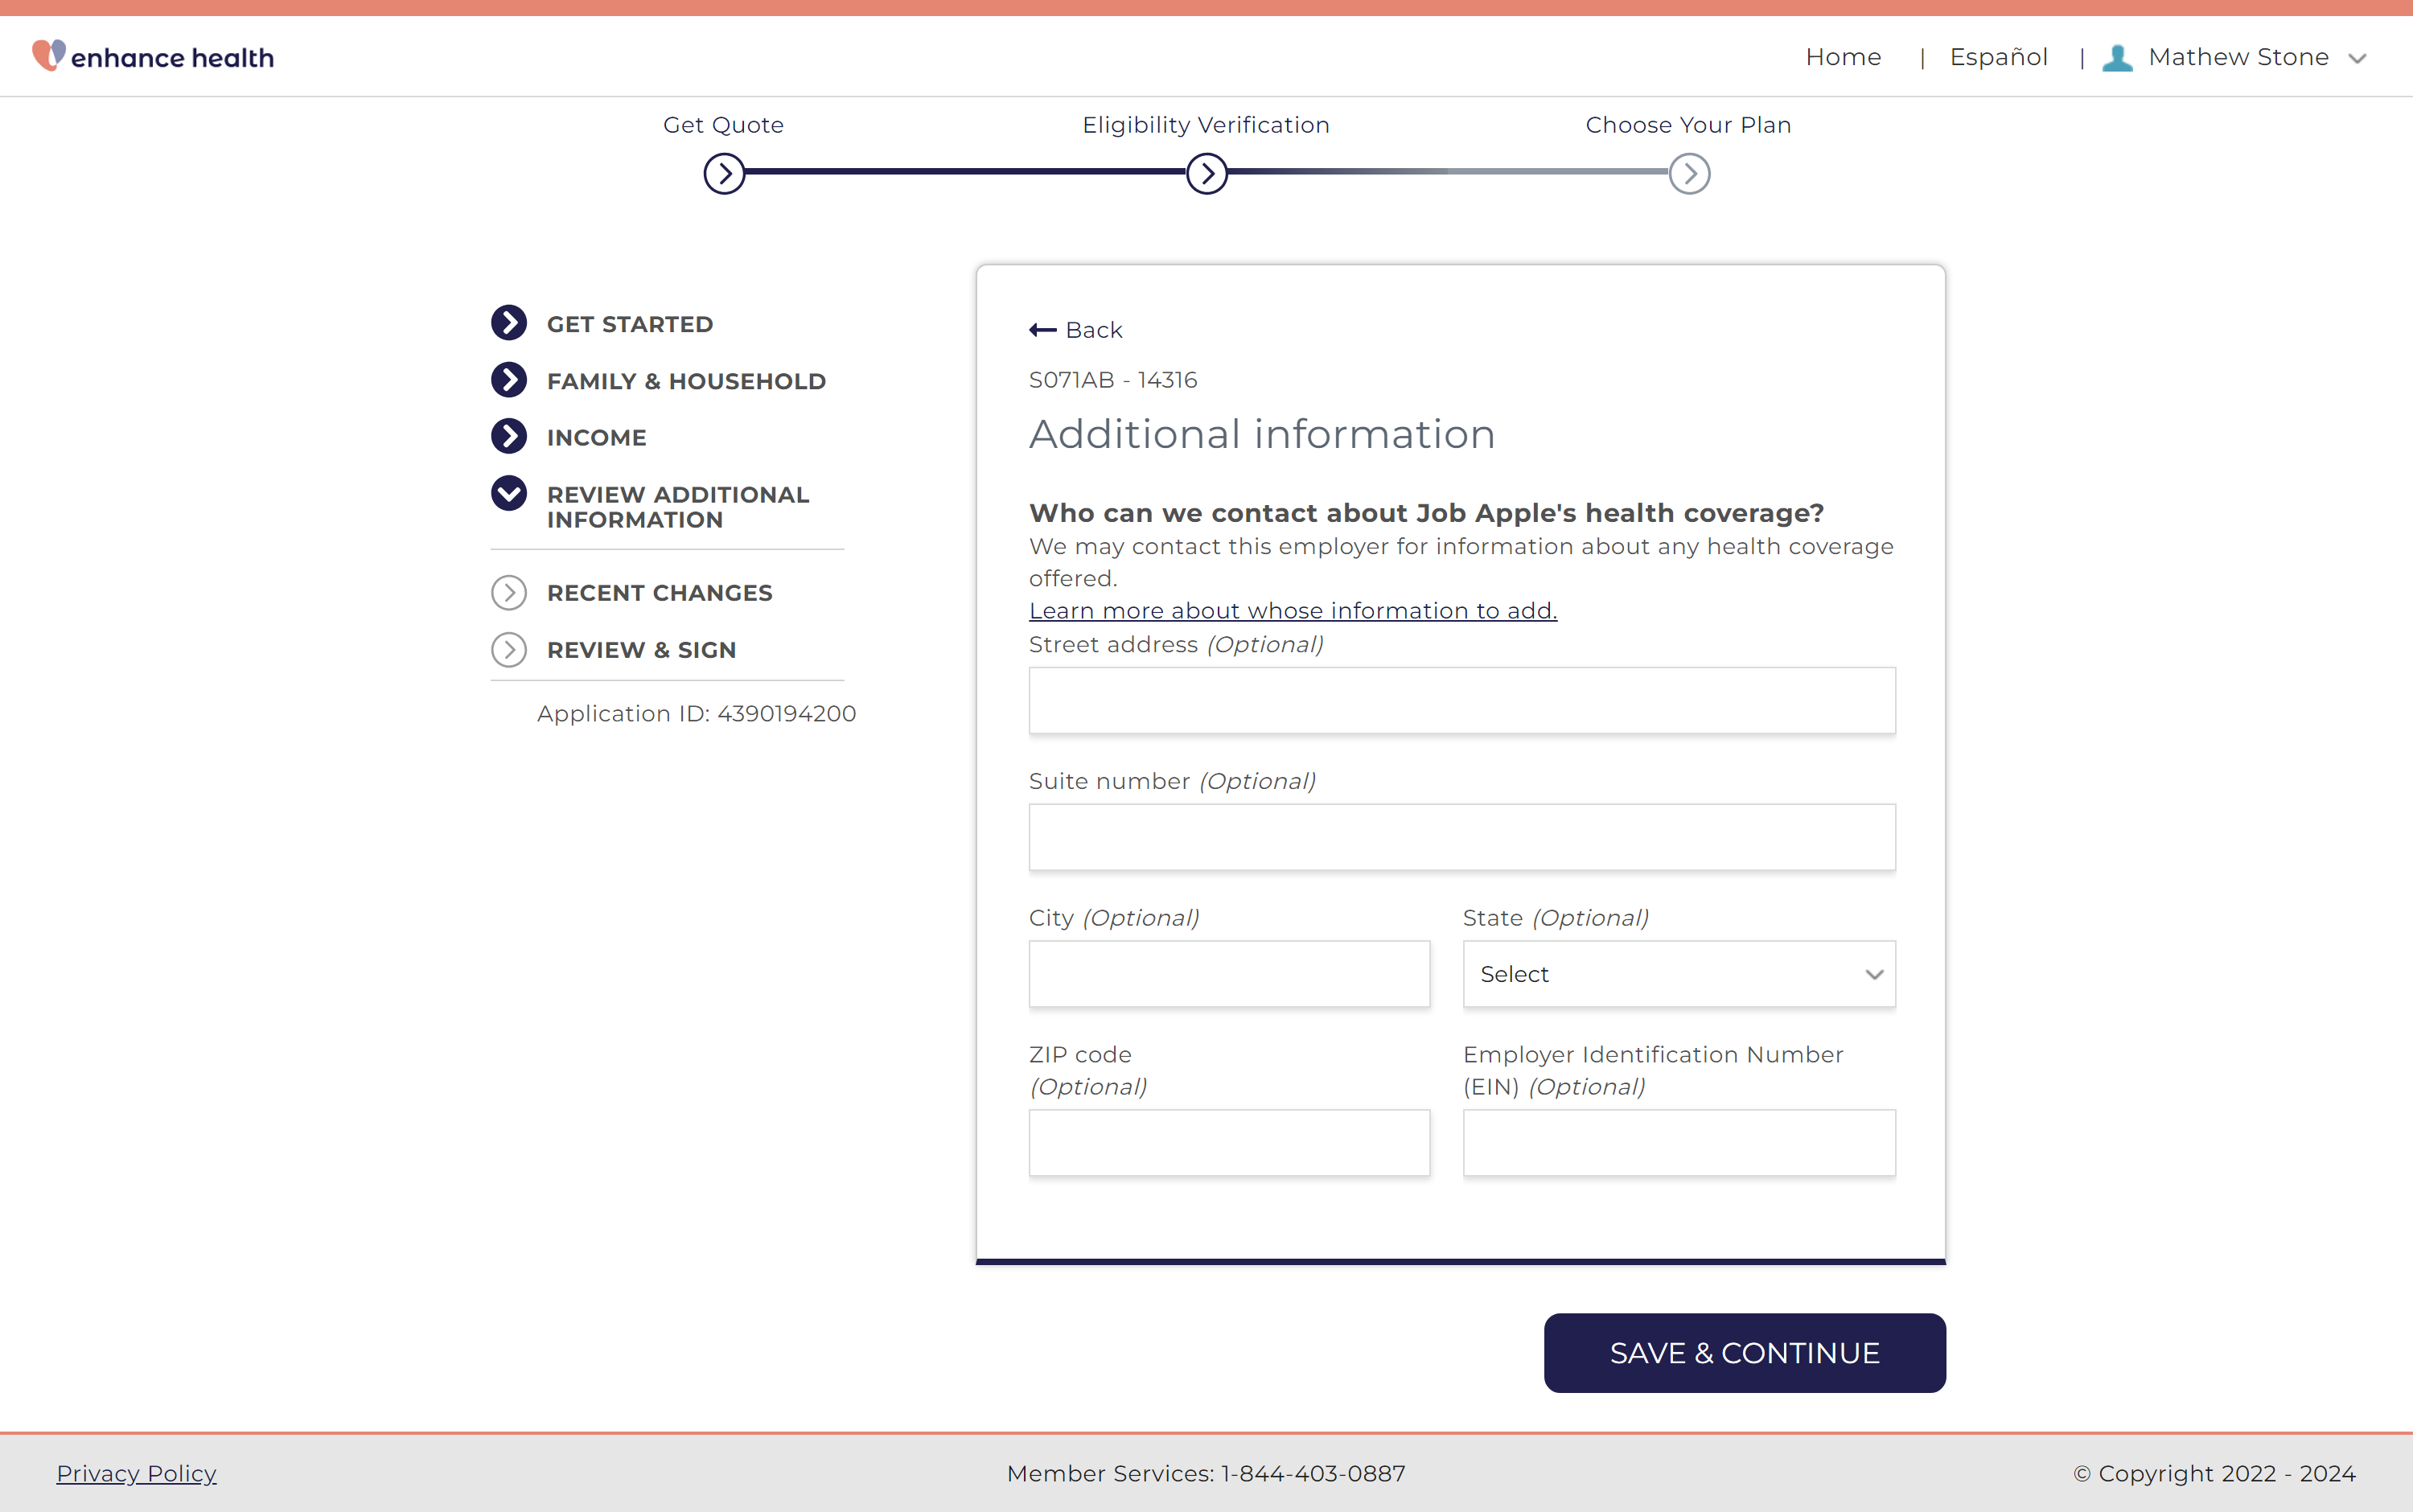 enhance health
Home | Español | Mathew Stone
Get Quote
Eligibility Verification
Choose Your Plan
GET STARTED
FAMILY & HOUSEHOLD
INCOME
REVIEW ADDITIONAL
INFORMATION
RECENT CHANGES
REVIEW & SIGN
Application ID: 4390194200
Back
S071AB - 14316
Additional information
Who can we contact about Job Apple's health coverage?
We may contact this employer for information about any health coverage
offered.
Learn more about whose information to add.
Street address (Optional)
Suite number (Optional)
City (Optional)
State (Optional)
Select
ZIP code
(Optional)
Employer Identification Number
(EIN) (Optional)
SAVE & CONTINUE
Privacy Policy
Member Services: 1-844-403-0887
© Copyright 2022 - 2024